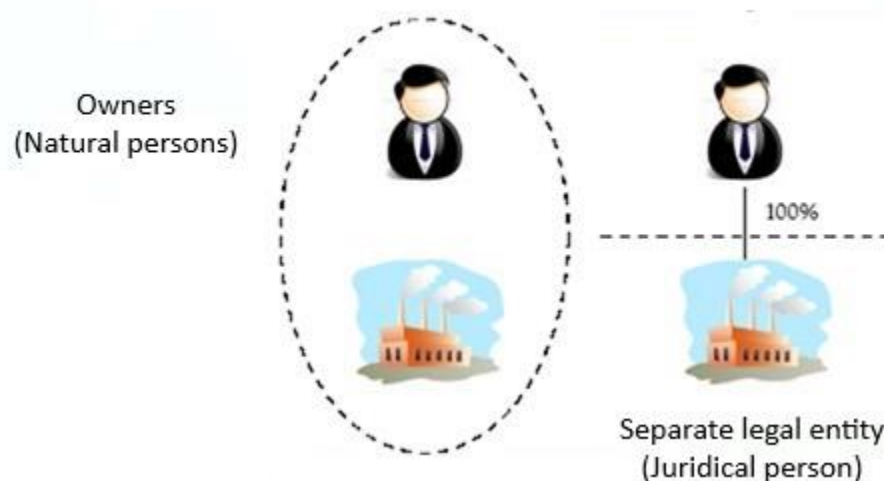 Owners
(Natural persons)
100%
Separate legal entity
(Juridical person)